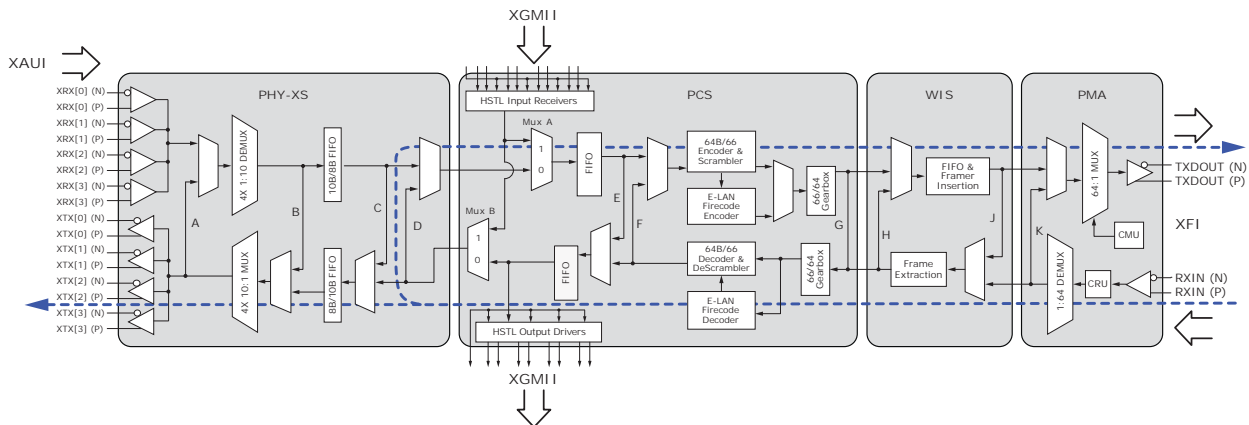 XGMII
XAUI
PHY-XS
PCS
WIS
PMA
HSTL Input Receivers
Mux A
XRX[0] (N)
XRX[0] (P)
XRX[1] (N)
XRX[1] (P)
XRX[2] (N)
XRX[2] (P)
XRX[3] (N)
XRX[3] (P)
XTX[0] (N)
XTX[0] (P)
XTX[1] (N)
XTX[1] (P)
XTX[2] (N)
XTX[2] (P)
XTX[3] (N)
XTX[3] (P)
A
4X 1:10 DEMUX
4X 10:1 MUX
B
10B/8B FIFO
8B/10B FIFO
C
D
Mux B
1
0
1
0
FIFO
FIFO
E
F
64B/66
Encoder &
Scrambler
E-LAN
Firecode
Encoder
64B/66
Decoder &
DeScrambler
E-LAN
Firecode
Decoder
66/64
Gearbox
66/64
Gearbox
G
H
FIFO &
Framer
Insertion
Frame
Extraction
J
K
64:1 MUX
1:64 DEMUX
CMU
CRU
TXDOUT (N)
TXDOUT (P)
XFI
RXIN (N)
RXIN (P)
HSTL Output Drivers
XGMII